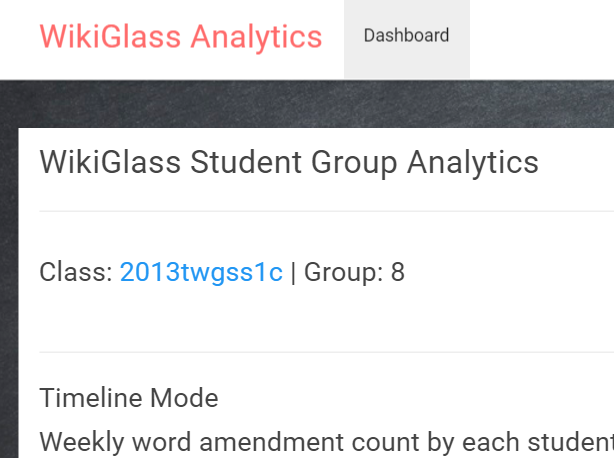 WikiGlass Analytics Dashboard
WikiGlass Student Group Analytics
Class: 2013twgss1c | Group: 8
Timeline Mode
Weekly word amendment count by each student